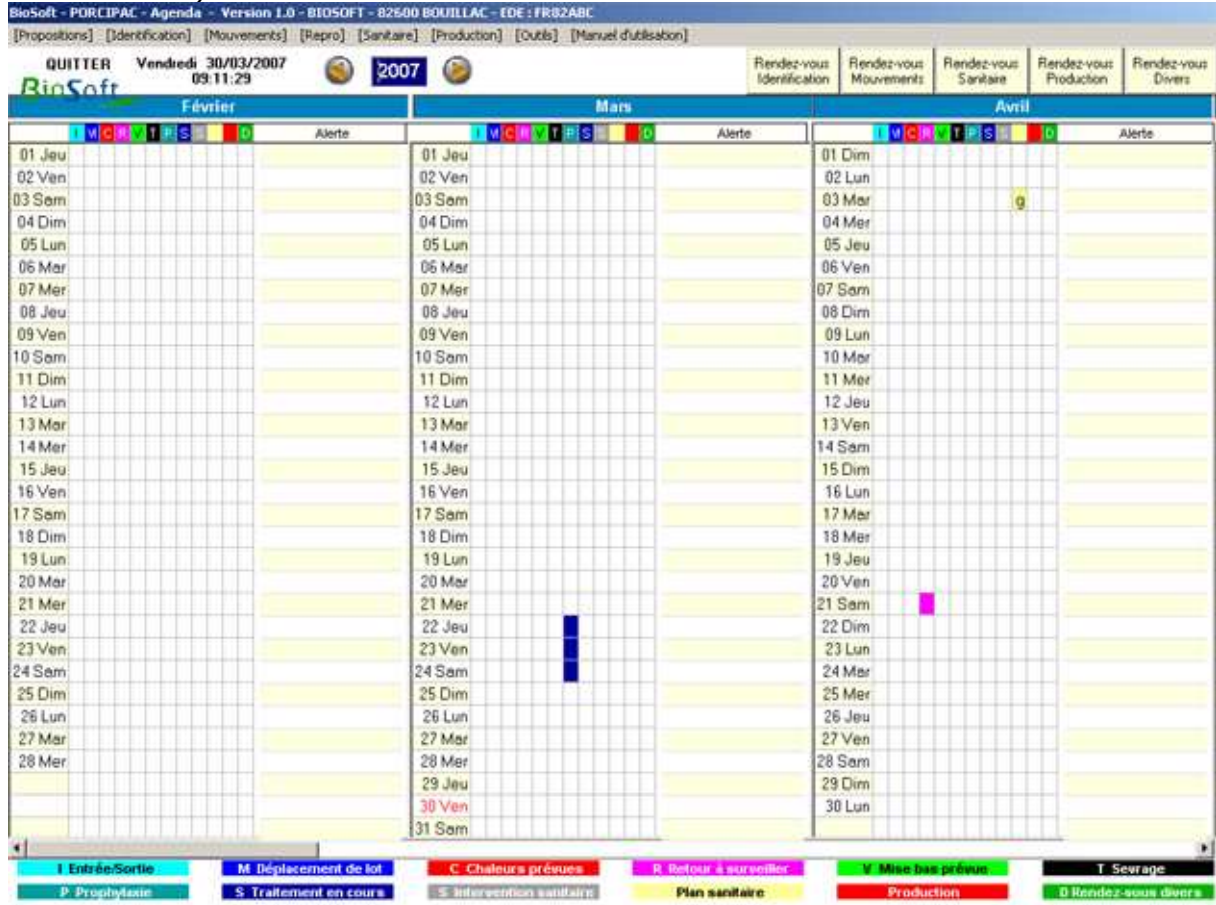 BioSoft - PORCIPAC - Agenda - Version 1.0 - BIOSOFT - 82600 BOUILLAC - EDE : FR82ABC
[Propositions] [Identification] [Mouvements] [Repro] [Sanitaire] [Production] [Outils] [Manuel d'utilisation]
QUITTER Vendredi 30/03/2007 2007 Rendez-vous Rendez-vous Rendez-vous Rendez-vous Rendez-vous
09:11:29 Identification Mouvements Sanitaire Production Divers
BioSoft
Février Mars Avril
I M C R V T P S S D Alerte I M C R V T P S S D Alerte I M C R V T P S S D Alerte
01 Jeu 01 Jeu 01 Dim
02 Ven 02 Ven 02 Lun
03 Sam 03 Sam 03 Mar g
04 Dim 04 Dim 04 Mer
05 Lun 05 Lun 05 Jeu
06 Mar 06 Mar 06 Ven
07 Mer 07 Mer 07 Sam
08 Jeu 08 Jeu 08 Dim
09 Ven 09 Ven 09 Lun
10 Sam 10 Sam 10 Mar
11 Dim 11 Dim 11 Mer
12 Lun 12 Lun 12 Jeu
13 Mar 13 Mar 13 Ven
14 Mer 14 Mer 14 Sam
15 Jeu 15 Jeu 15 Dim
16 Ven 16 Ven 16 Lun
17 Sam 17 Sam 17 Mar
18 Dim 18 Dim 18 Mer
19 Lun 19 Lun 19 Jeu
20 Mar 20 Mar 20 Ven
21 Mer 21 Mer 21 Sam
22 Jeu 22 Jeu 22 Dim
23 Ven 23 Ven 23 Lun
24 Sam 24 Sam 24 Mar
25 Dim 25 Dim 25 Mer
26 Lun 26 Lun 26 Jeu
27 Mar 27 Mar 27 Ven
28 Mer 28 Mer 28 Sam
29 Jeu 29 Dim
30 Ven 30 Lun
31 Sam
I Entrée/Sortie M Déplacement de lot C Chaleurs prévues R Retour à surveiller V Mise bas prévue T Sevrage
P Prophylaxie S Traitement en cours S Intervention sanitaire Plan sanitaire Production D Rendez-vous divers